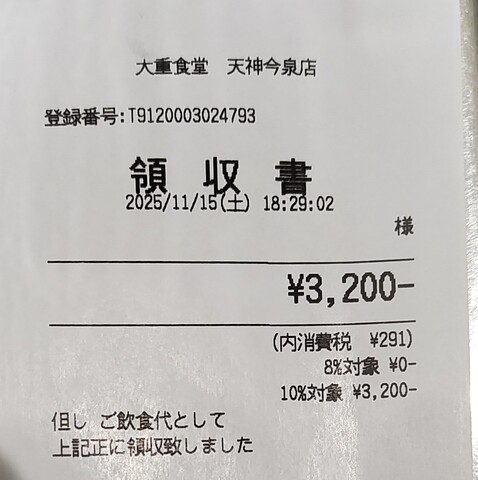 大重食堂　天神今泉店
登録番号:T9120003024793
領　収　書
2025/11/15(土) 18:29:02
様
¥3,200-
(内消費税　¥291)
8%対象 ¥0-
10%対象 ¥3,200-
但し ご飲食代として
上記正に領収致しました